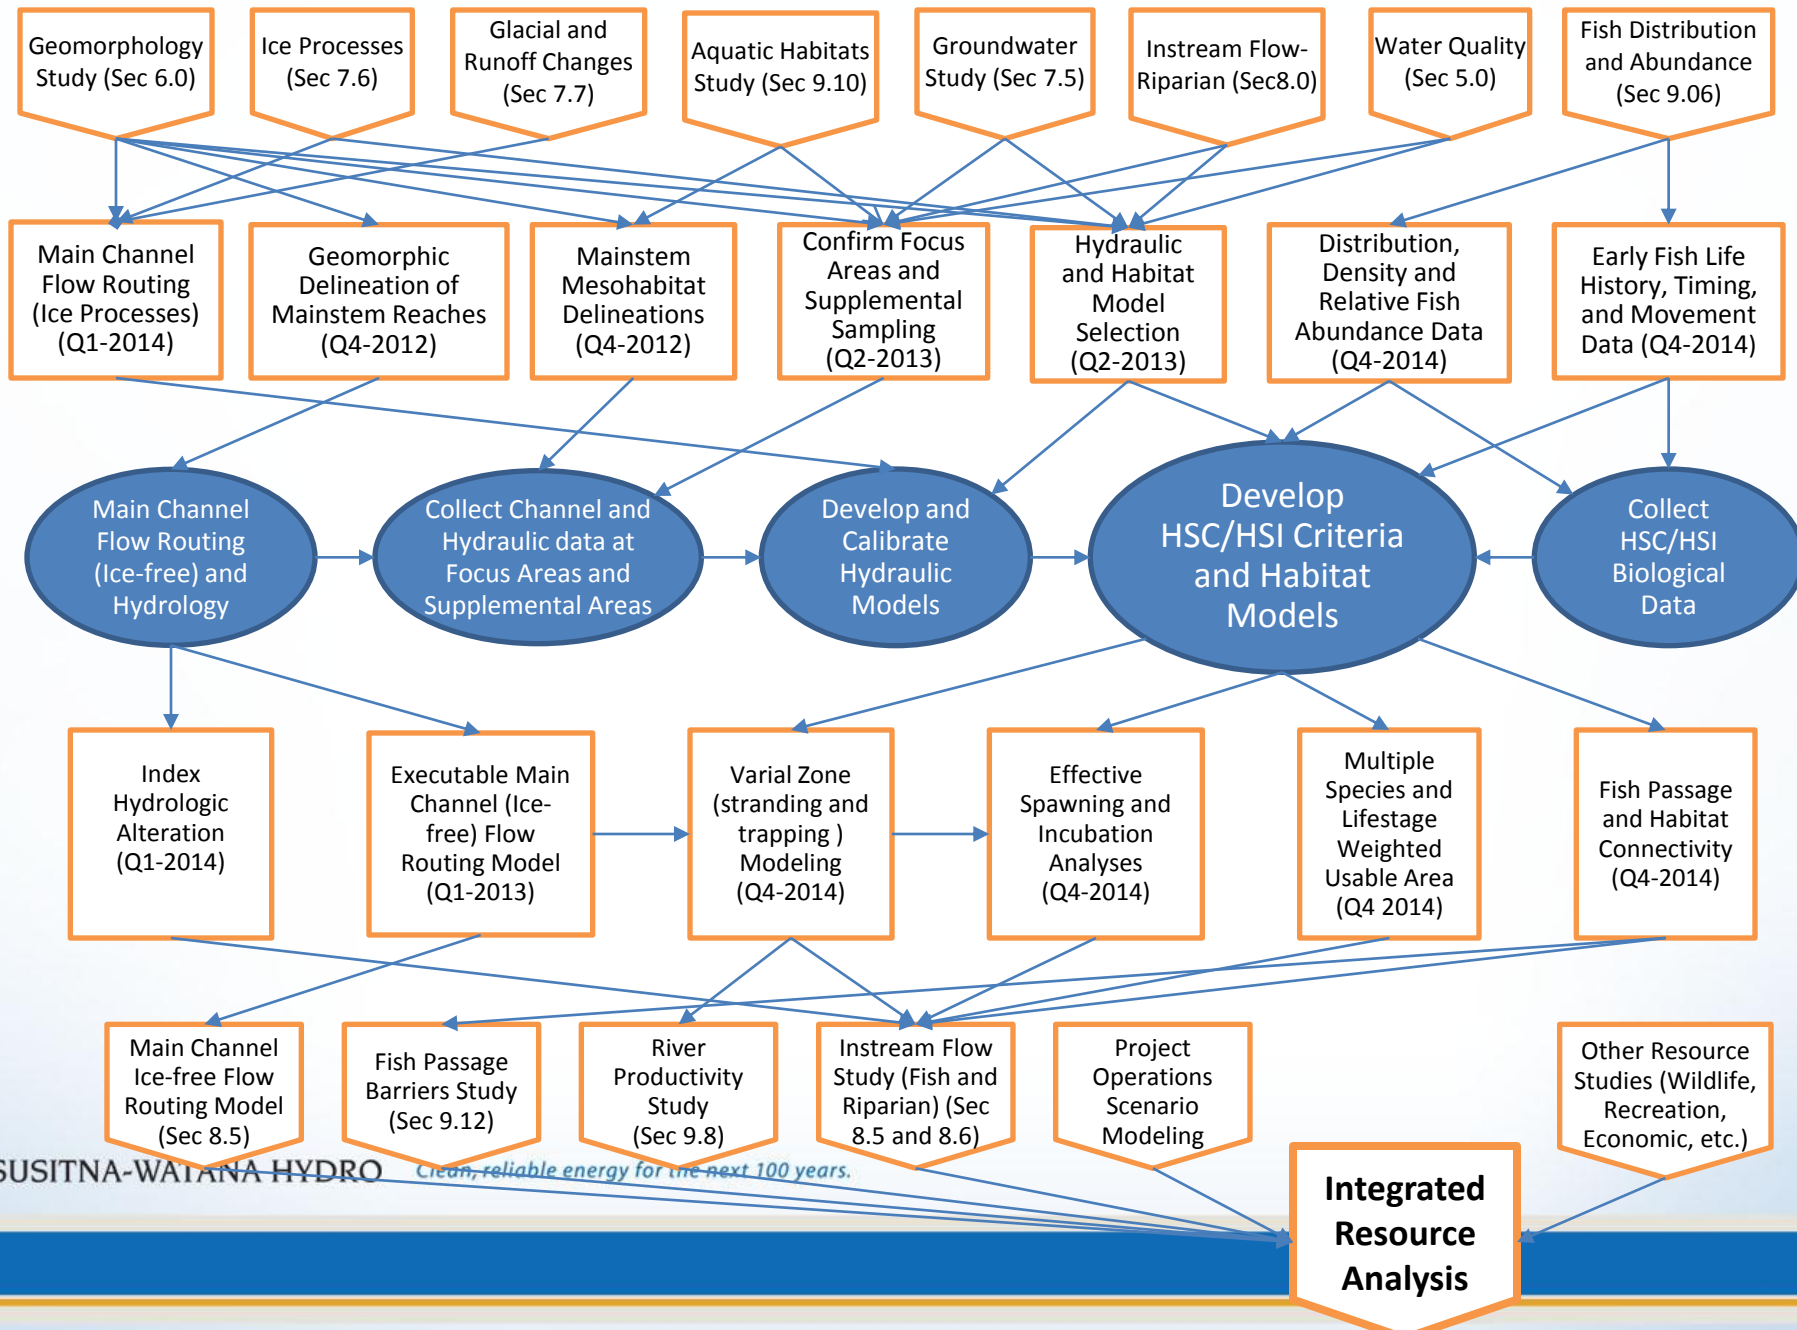 Geomorphology
Study (Sec 6.0)
Ice Processes
(Sec 7.6)
Glacial and
Runoff Changes
(Sec 7.7)
Aquatic Habitats
Study (Sec 9.10)
Groundwater
Study (Sec 7.5)
Instream Flow-
Riparian (Sec8.0)
Water Quality
(Sec 5.0)
Fish Distribution
and Abundance
(Sec 9.06)
Main Channel
Flow Routing
(Ice Processes)
(Q1-2014)
Geomorphic
Delineation of
Mainstem Reaches
(Q4-2012)
Mainstem
Mesohabitat
Delineations
(Q4-2012)
Confirm Focus
Areas and
Supplemental
Sampling
(Q2-2013)
Hydraulic
and Habitat
Model
Selection
(Q2-2013)
Distribution,
Density and
Relative Fish
Abundance Data
(Q4-2014)
Early Fish Life
History, Timing,
and Movement
Data (Q4-2014)
Main Channel
Flow Routing
(Ice-free) and
Hydrology
Collect Channel and
Hydraulic data at
Focus Areas and
Supplemental Areas
Develop and
Calibrate
Hydraulic
Models
Develop
HSC/HSI Criteria
and Habitat
Models
Collect
HSC/HSI
Biological
Data
Index
Hydrologic
Alteration
(Q1-2014)
Executable Main
Channel (Ice-
free) Flow
Routing Model
(Q1-2013)
Varial Zone
(stranding and
trapping )
Modeling
(Q4-2014)
Effective
Spawning and
Incubation
Analyses
(Q4-2014)
Multiple
Species and
Lifestage
Weighted
Usable Area
(Q4 2014)
Fish Passage
and Habitat
Connectivity
(Q4-2014)
Main Channel
Ice-free Flow
Routing Model
(Sec 8.5)
Fish Passage
Barriers Study
(Sec 9.12)
River
Productivity
Study
(Sec 9.8)
Instream Flow
Study (Fish and
Riparian) (Sec
8.5 and 8.6)
Project
Operations
Scenario
Modeling
Other Resource
Studies (Wildlife,
Recreation,
Economic, etc.)
SUSITNA-WATANA HYDRO Clean, reliable energy for the next 100 years.
Integrated
Resource
Analysis